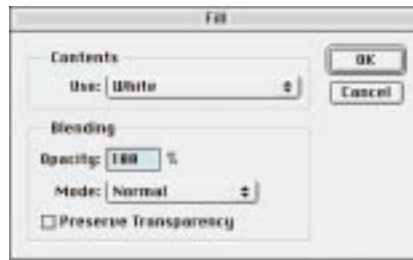 Fill
Contents
Use: White
OK
Cancel
Blending
Opacity: 100 %
Mode: Normal
Preserve Transparency